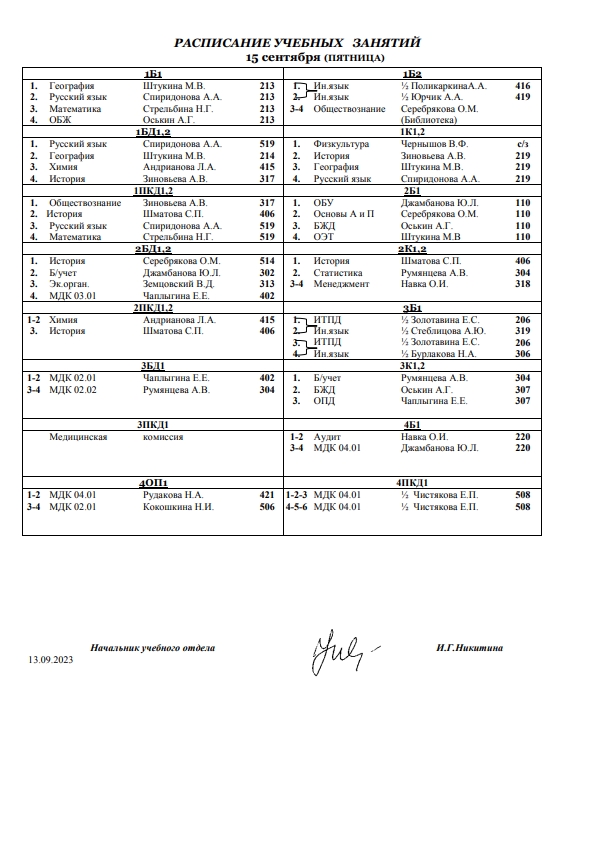 РАСПИСАНИЕ УЧЕБНЫХ ЗАНЯТИЙ
15 сентября (ПЯТНИЦА)
1Б1
1. География Штукина М.В. 213
2. Русский язык Спиридонова А.А. 213
3. Математика Стрельбина Н.Г. 213
4. ОБЖ Оськин А.Г. 213
1Б2
1. Ин.язык ½ ПоликаркинаА.А. 416
2. Ин.язык ½ Юрчик А.А. 419
3-4 Обществознание Серебрякова О.М.
(Библиотека)
1БД1,2
1. Русский язык Спиридонова А.А. 519
2. География Штукина М.В. 214
3. Химия Андрианова Л.А. 415
4. История Зиновьева А.В. 317
1К1,2
1. Физкультура Чернышов В.Ф. с/з
2. История Зиновьева А.В. 219
3. География Штукина М.В. 219
4. Русский язык Спиридонова А.А. 219
1ПКД1,2
1. Обществознание Зиновьева А.В. 317
2. История Шматова С.П. 406
3. Русский язык Спиридонова А.А. 519
4. Математика Стрельбина Н.Г. 519
2Б1
1. ОБУ Джамбанова Ю.Л. 110
2. Основы А и П Серебрякова О.М. 110
3. БЖД Оськин А.Г. 110
4. ОЭТ Штукина М.В 110
2БД1,2
1. История Серебрякова О.М. 514
2. Б/учет Джамбанова Ю.Л. 302
3. Эк.орган. Земцовский В.Д. 313
4. МДК 03.01 Чаплыгина Е.Е. 402
2К1,2
1. История Шматова С.П. 406
2. Статистика Румянцева А.В. 304
3-4 Менеджмент Навка О.И. 318
2ПКД1,2
1-2 Химия Андрианова Л.А. 415
3. История Шматова С.П. 406
3Б1
1. ИТПД ½ Золотавина Е.С. 206
2. Ин.язык ½ Стеблицова А.Ю. 319
3. ИТПД ½ Золотавина Е.С. 206
4. Ин.язык ½ Бурлакова Н.А. 306
3БД1
1-2 МДК 02.01 Чаплыгина Е.Е. 402
3-4 МДК 02.02 Румянцева А.В. 304
3К1,2
1. Б/учет Румянцева А.В. 304
2. БЖД Оськин А.Г. 307
3. ОПД Чаплыгина Е.Е. 307
3ПКД1
Медицинская комиссия
4Б1
1-2 Аудит Навка О.И. 220
3-4 МДК 04.01 Джамбанова Ю.Л. 220
4ОП1
1-2 МДК 04.01 Рудакова Н.А. 421
3-4 МДК 02.01 Кокошкина Н.И. 506
4ПКД1
1-2-3 МДК 04.01 ½ Чистякова Е.П. 508
4-5-6 МДК 04.01 ½ Чистякова Е.П. 508
Начальник учебного отдела И.Г.Никитина
13.09.2023